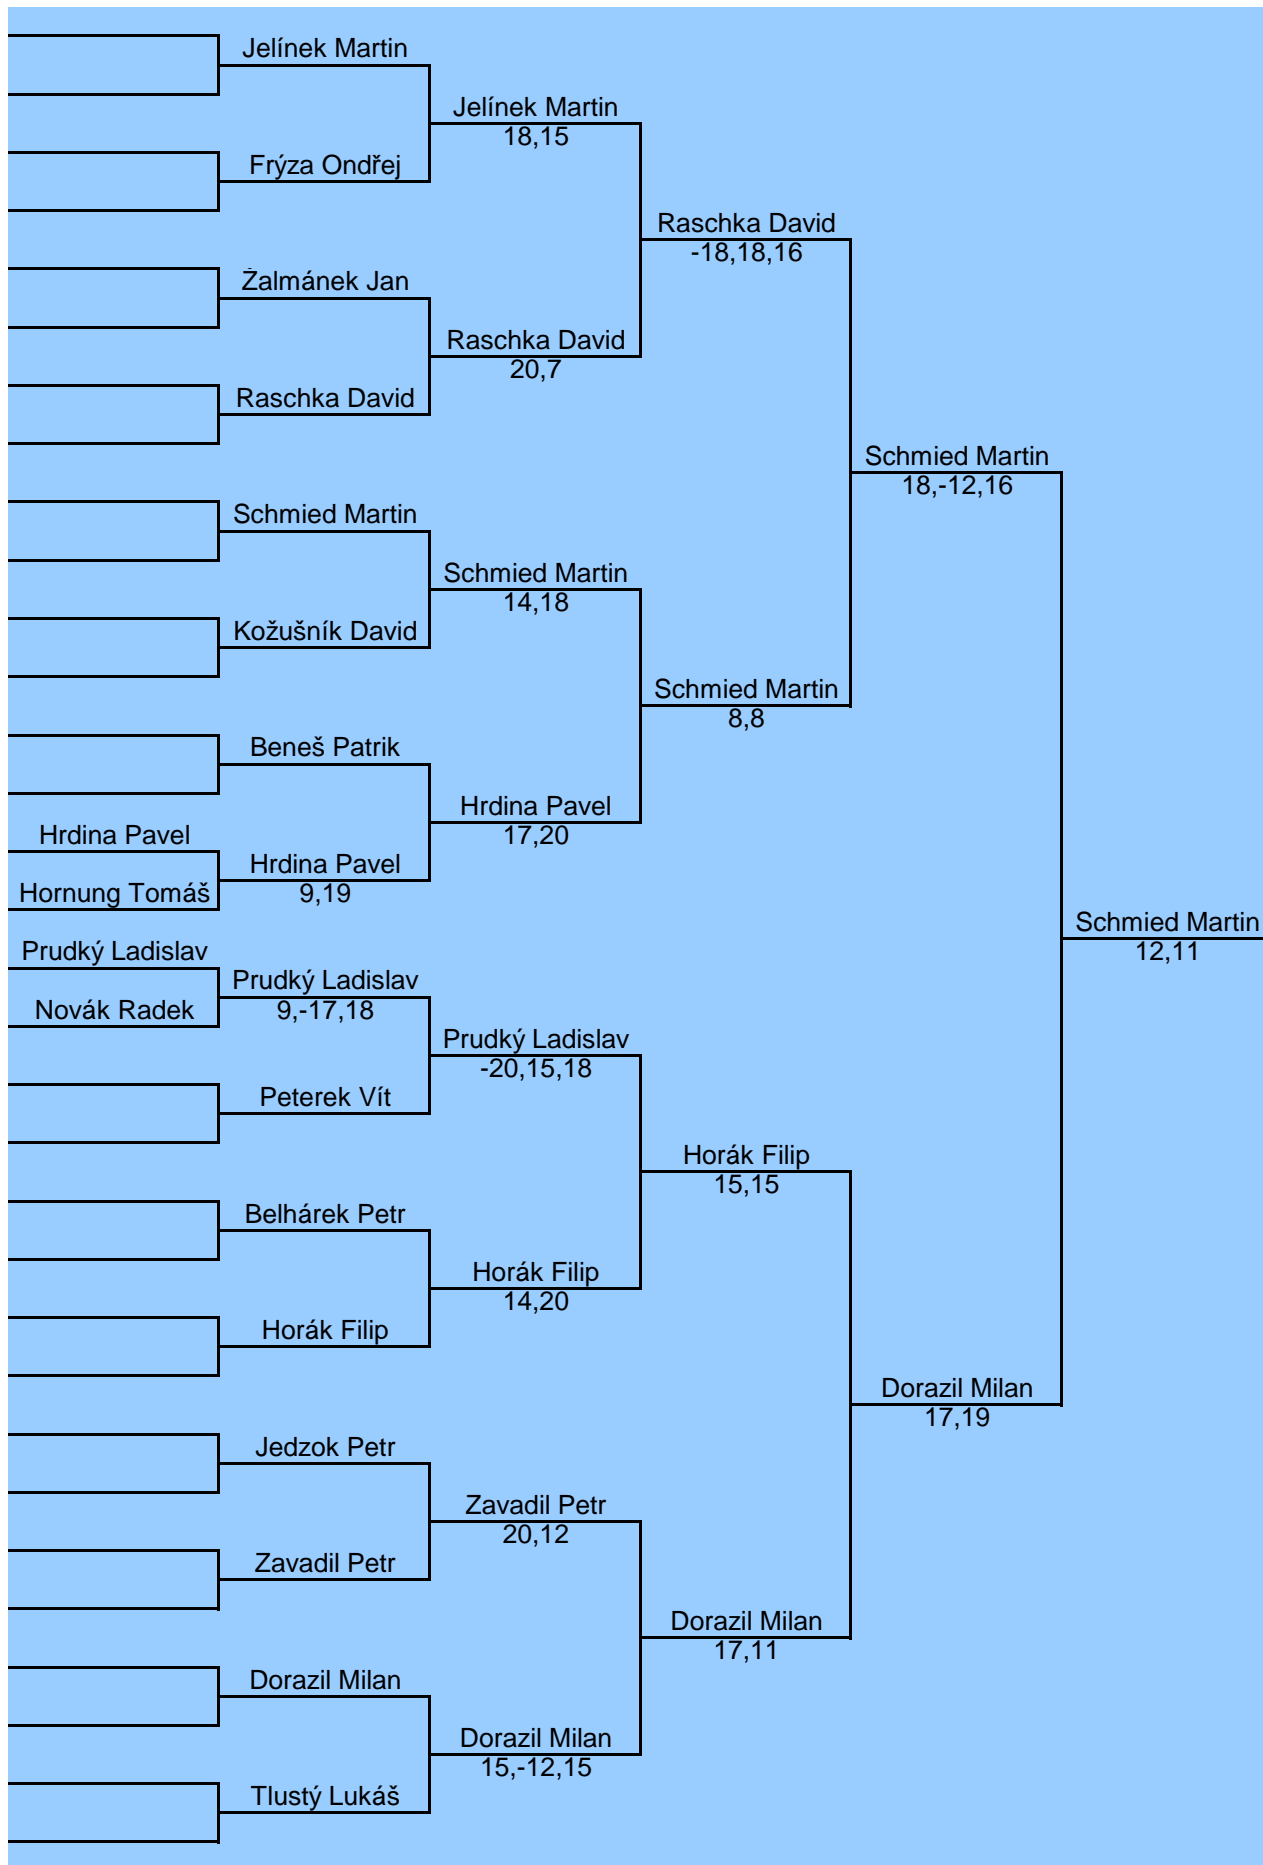 Jelínek Martin
Jelínek Martin
18,15
Frýza Ondřej
Raschka David
-18,18,16
Žalmánek Jan
Raschka David
20,7
Raschka David
Schmied Martin
18,-12,16
Schmied Martin
Schmied Martin
14,18
Kožušník David
Schmied Martin
8,8
Beneš Patrik
Hrdina Pavel
17,20
Hrdina Pavel
Hrdina Pavel
9,19
Hornung Tomáš
Schmied Martin
12,11
Prudký Ladislav
Prudký Ladislav
9,-17,18
Novák Radek
Prudký Ladislav
-20,15,18
Peterek Vít
Horák Filip
15,15
Belhárek Petr
Horák Filip
14,20
Horák Filip
Dorazil Milan
17,19
Jedzok Petr
Zavadil Petr
20,12
Zavadil Petr
Dorazil Milan
17,11
Dorazil Milan
Dorazil Milan
15,-12,15
Tlustý Lukáš